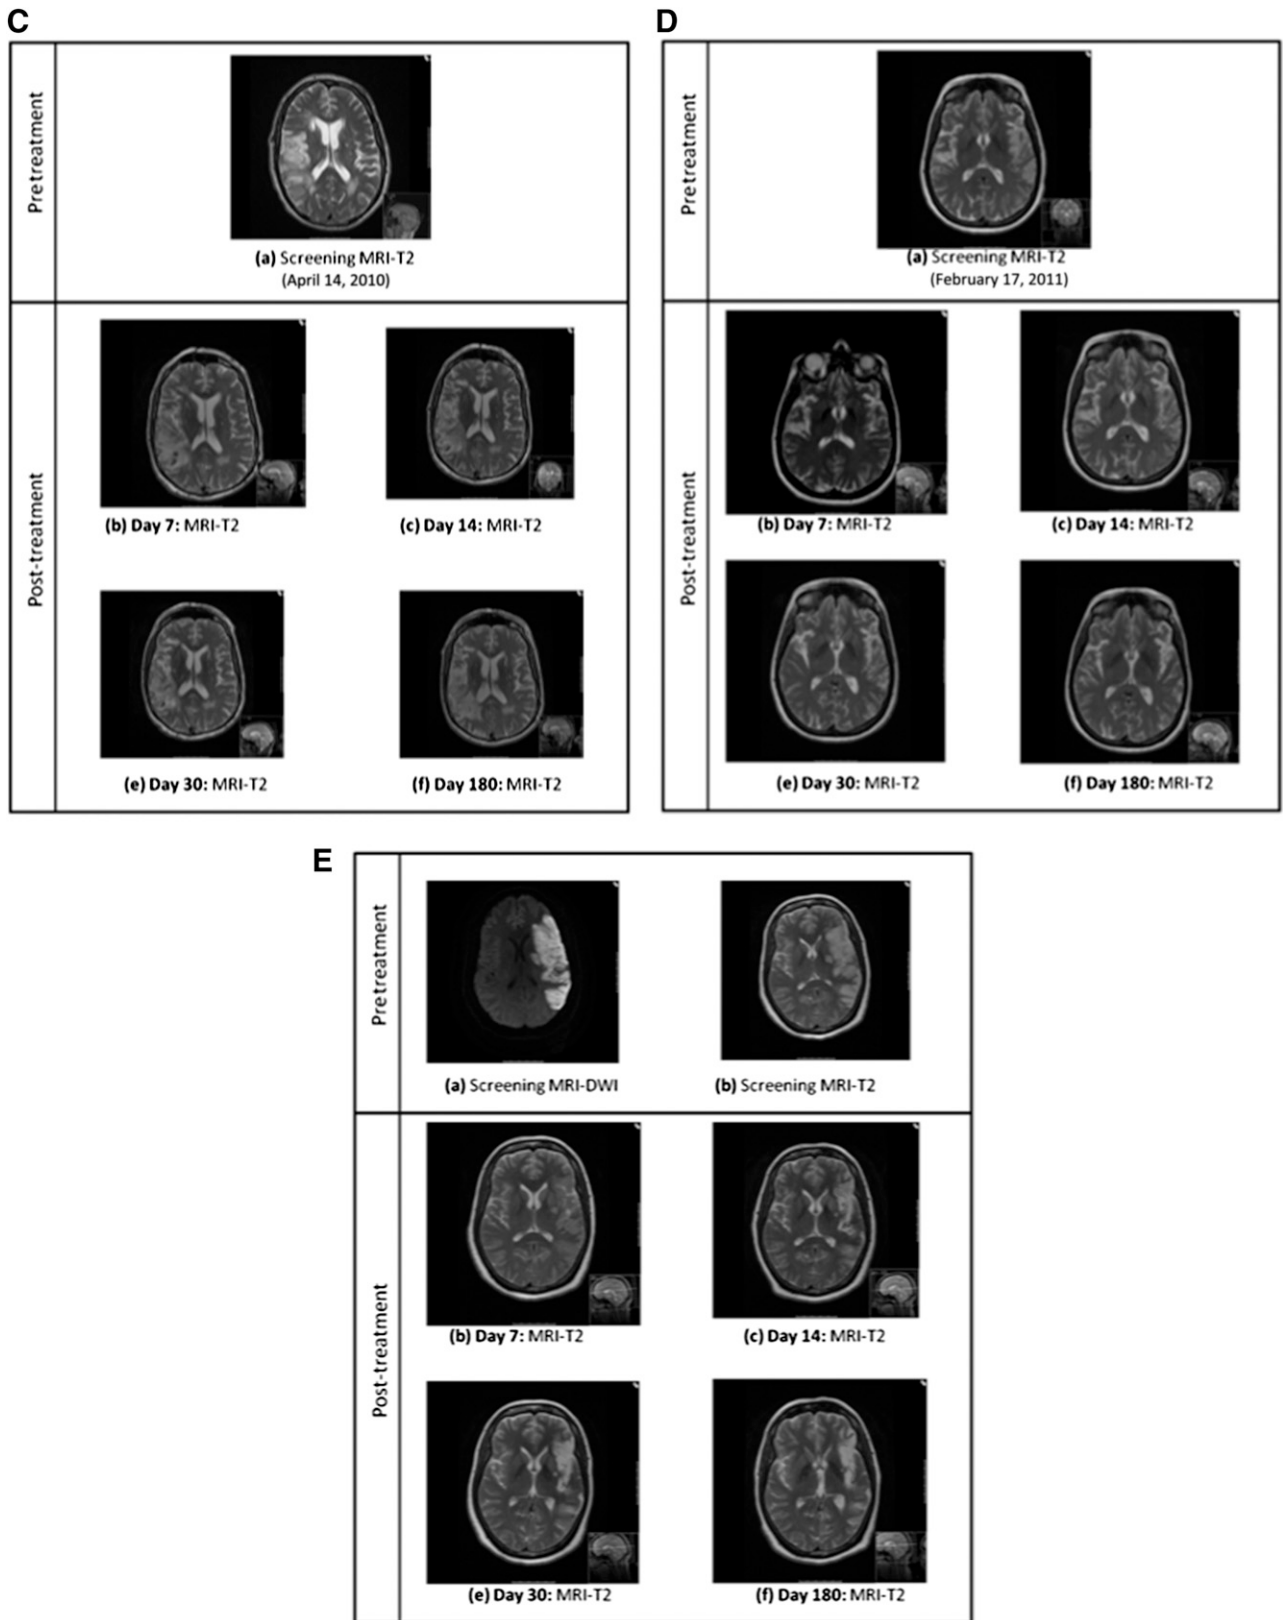 C
Pretreatment
(a) Screening MRI-T2
(April 14, 2010)
Post-treatment
(b) Day 7: MRI-T2
(c) Day 14: MRI-T2
(e) Day 30: MRI-T2
(f) Day 180: MRI-T2
D
Pretreatment
(a) Screening MRI-T2
(February 17, 2011)
Post-treatment
(b) Day 7: MRI-T2
(c) Day 14: MRI-T2
(e) Day 30: MRI-T2
(f) Day 180: MRI-T2
E
Pretreatment
(a) Screening MRI-DWI
(b) Screening MRI-T2
Post-treatment
(b) Day 7: MRI-T2
(c) Day 14: MRI-T2
(e) Day 30: MRI-T2
(f) Day 180: MRI-T2